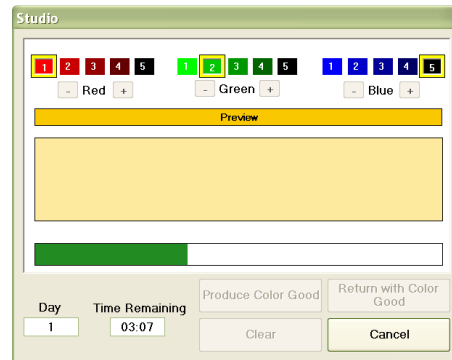 Studio
1 2 3 4 5 1 2 3 4 5 1 2 3 4 5
- Red + - Green + - Blue +
Preview
Produce Color Good Return with Color
Good
Day Time Remaining
1 03:07 Clear Cancel